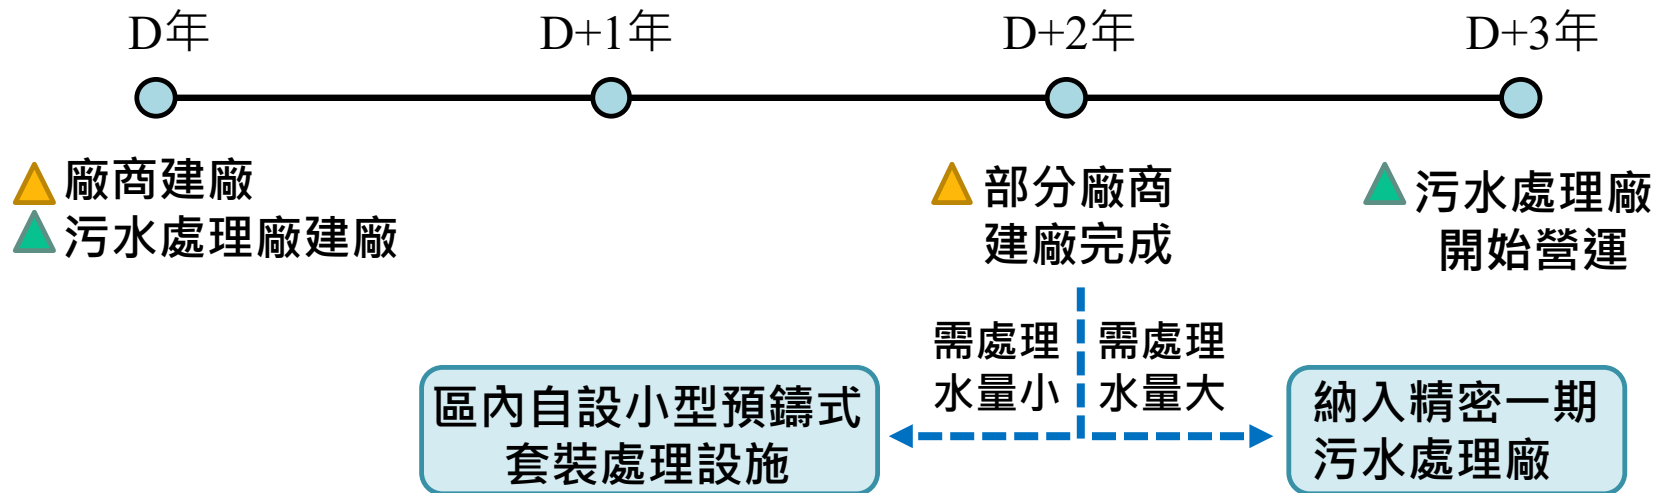 D年
D+1年
D+2年
D+3年
廠商建廠
污水處理廠建廠
部分廠商
建廠完成
污水處理廠
開始營運
需處理
水量小
需處理
水量大
區內自設小型預鑄式
套裝處理設施
納入精密一期
污水處理廠